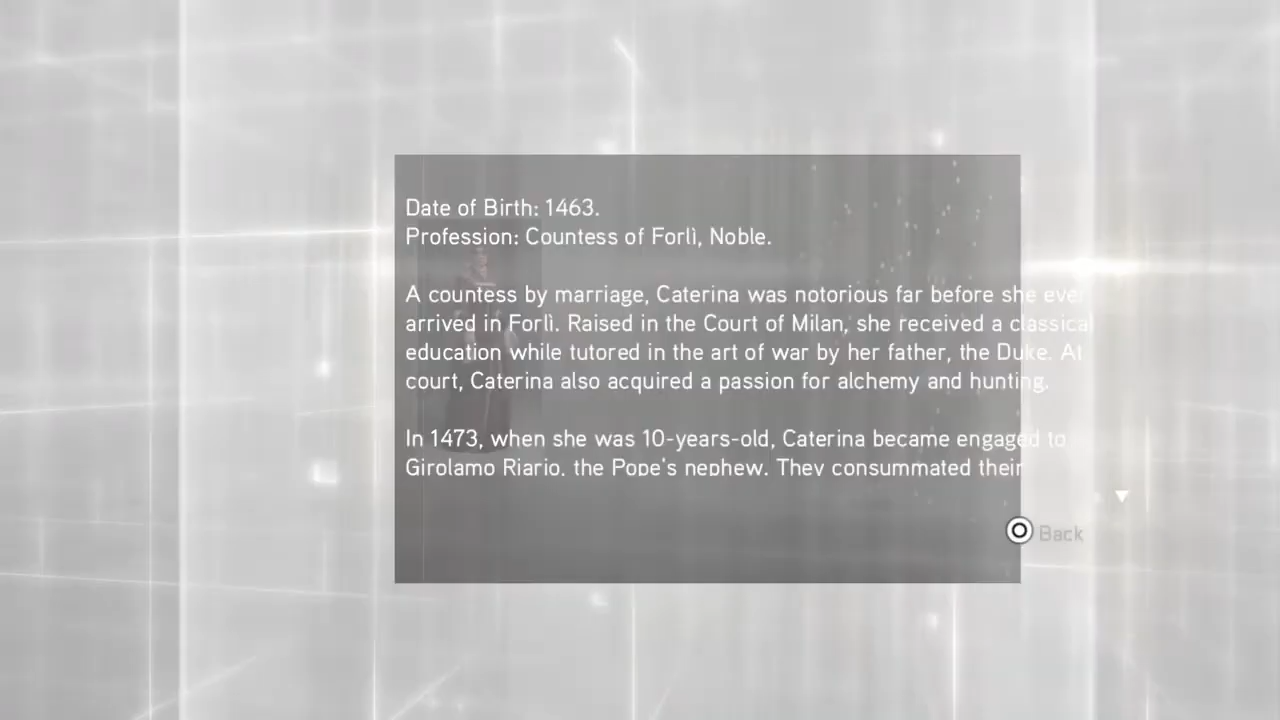 Date of Birth: 1463.
Profession: Countess of Forlì, Noble.
A countess by marriage, Caterina was notorious far before she ever
arrived in Forlì. Raised in the Court of Milan, she received a classical
education while tutored in the art of war by her father, the Duke. At
court, Caterina also acquired a passion for alchemy and hunting.
In 1473, when she was 10-years-old, Caterina became engaged to
Girolamo Riario, the Pope's nephew. They consummated their
Back